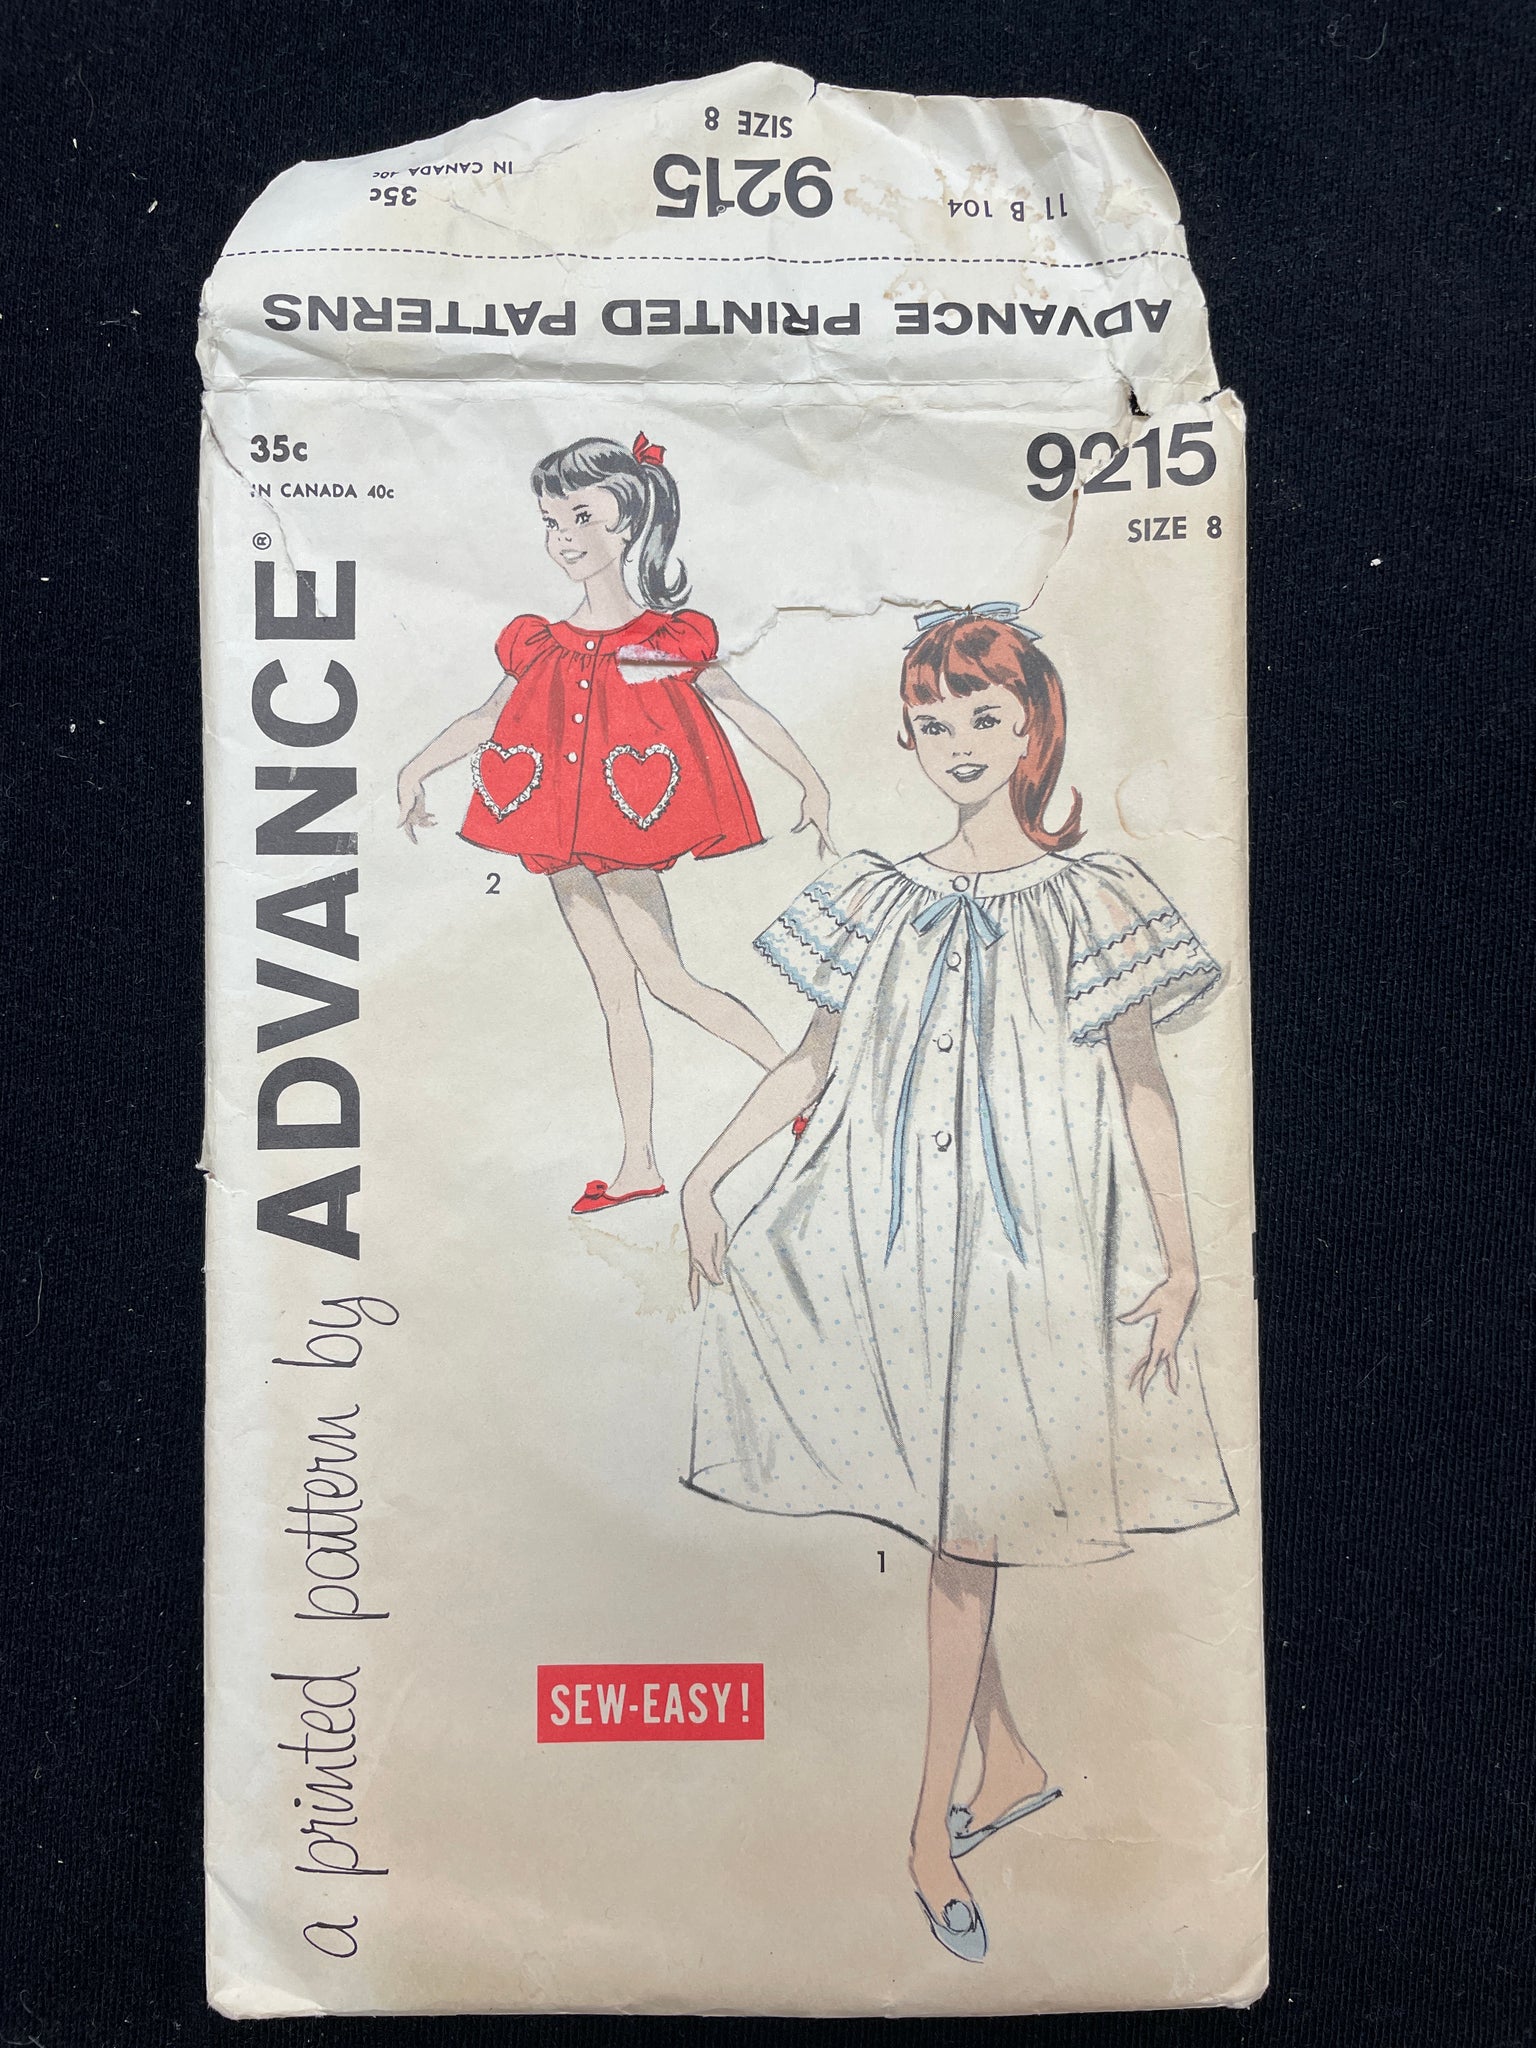 SIZE 8
9215
11 B 104
35c
IN CANADA 40c
ADVANCE PRINTED PATTERNS
35c
IN CANADA 40c
9215
SIZE 8
a printed pattern by ADVANCE®
2
1
SEW-EASY!